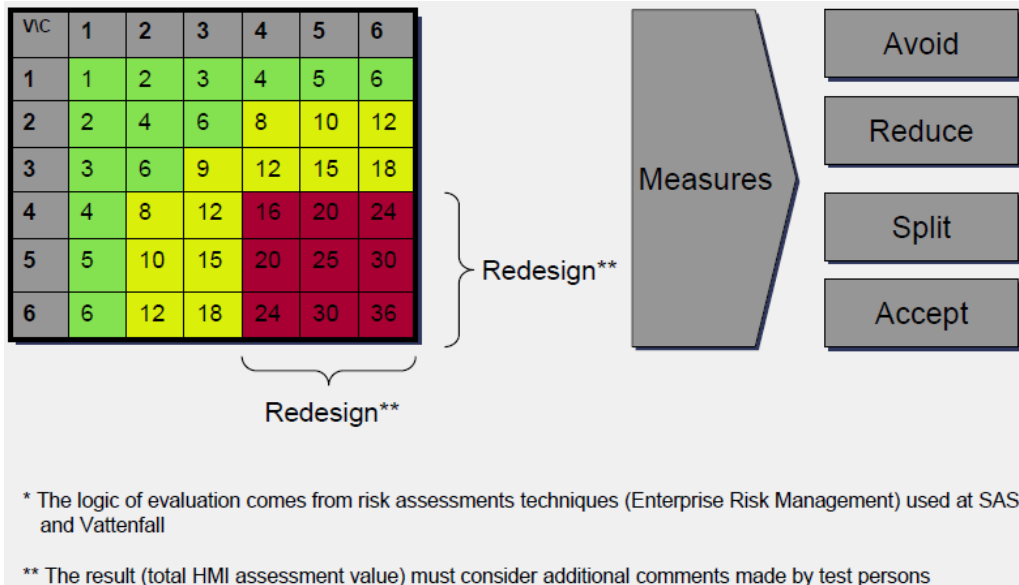 V\C 1 2 3 4 5 6
1 1 2 3 4 5 6
2 2 4 6 8 10 12
3 3 6 9 12 15 18
4 4 8 12 16 20 24
5 5 10 15 20 25 30
6 6 12 18 24 30 36
Redesign**
Redesign**
Measures
Avoid
Reduce
Split
Accept
* The logic of evaluation comes from risk assessments techniques (Enterprise Risk Management) used at SAS
and Vattenfall
** The result (total HMI assessment value) must consider additional comments made by test persons